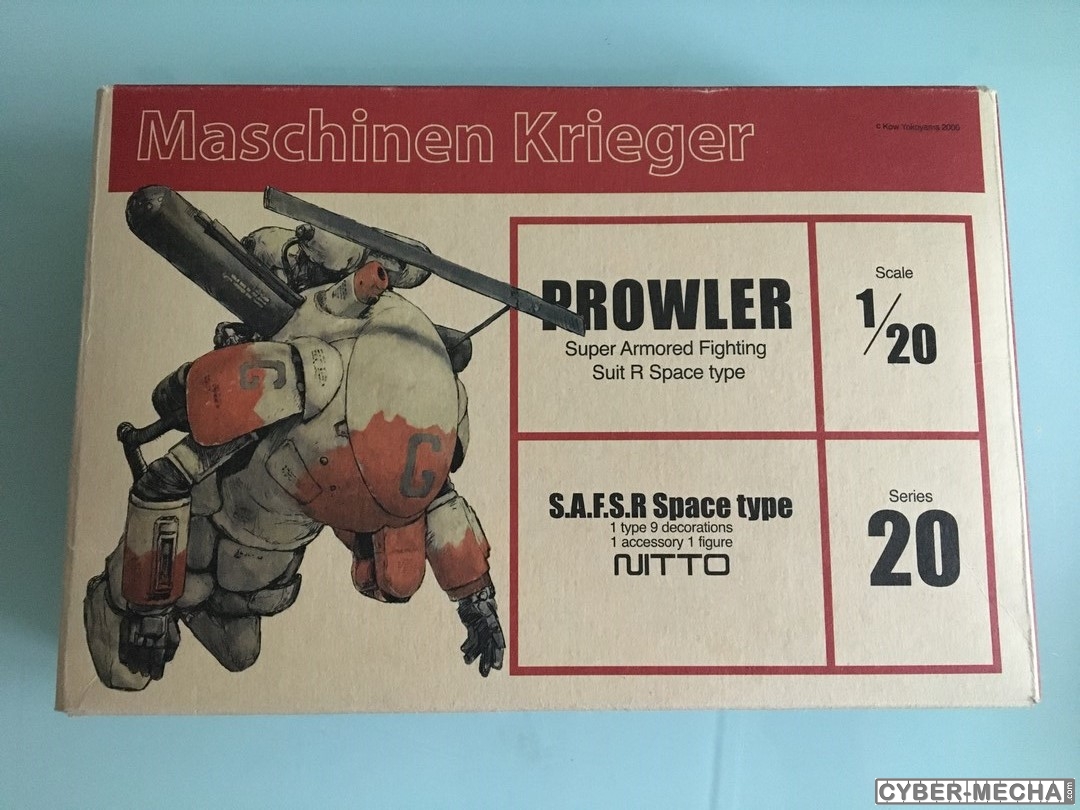 Maschinen Krieger
© Kow Yokoyama 2006
PROWLER
Super Armored Fighting
Suit R Space type
Scale
1/20
S.A.F.S.R Space type
1 type 9 decorations
1 accessory 1 figure
NITTO
Series
20
G
G
CYBER-MECHA.com